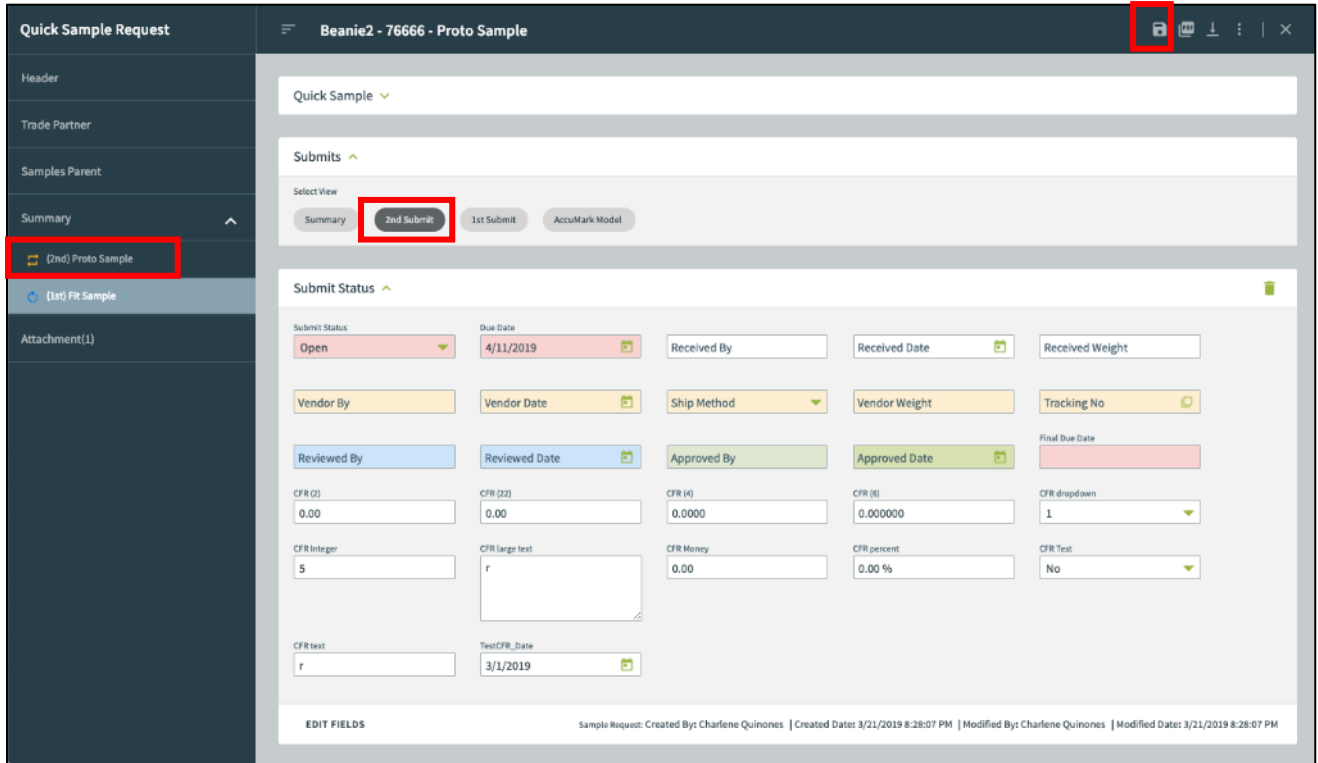 Quick Sample Request
Beanie2 - 76666 - Proto Sample
Header
Trade Partner
Samples Parent
Summary
(2nd) Proto Sample
(1st) Fit Sample
Attachment(1)
Quick Sample
Submits
Select View
Summary 2nd Submit 1st Submit AccuMark Model
Submit Status
Submit Status Due Date
Open 4/11/2019 Received By Received Date Received Weight
Vendor By Vendor Date Ship Method Vendor Weight Tracking No
Final Due Date
Reviewed By Reviewed Date Approved By Approved Date
CFR (2) CFR (22) CFR (4) CFR (6) CFR dropdown
0.00 0.00 0.0000 0.000000 1
CFR Integer CFR large text CFR Money CFR percent CFR Test
5 r 0.00 0.00 % No
CFR text TestCFR_Date
r 3/1/2019
EDIT FIELDS Sample Request: Created By: Charlene Quinones | Created Date: 3/21/2019 8:28:07 PM | Modified By: Charlene Quinones | Modified Date: 3/21/2019 8:28:07 PM